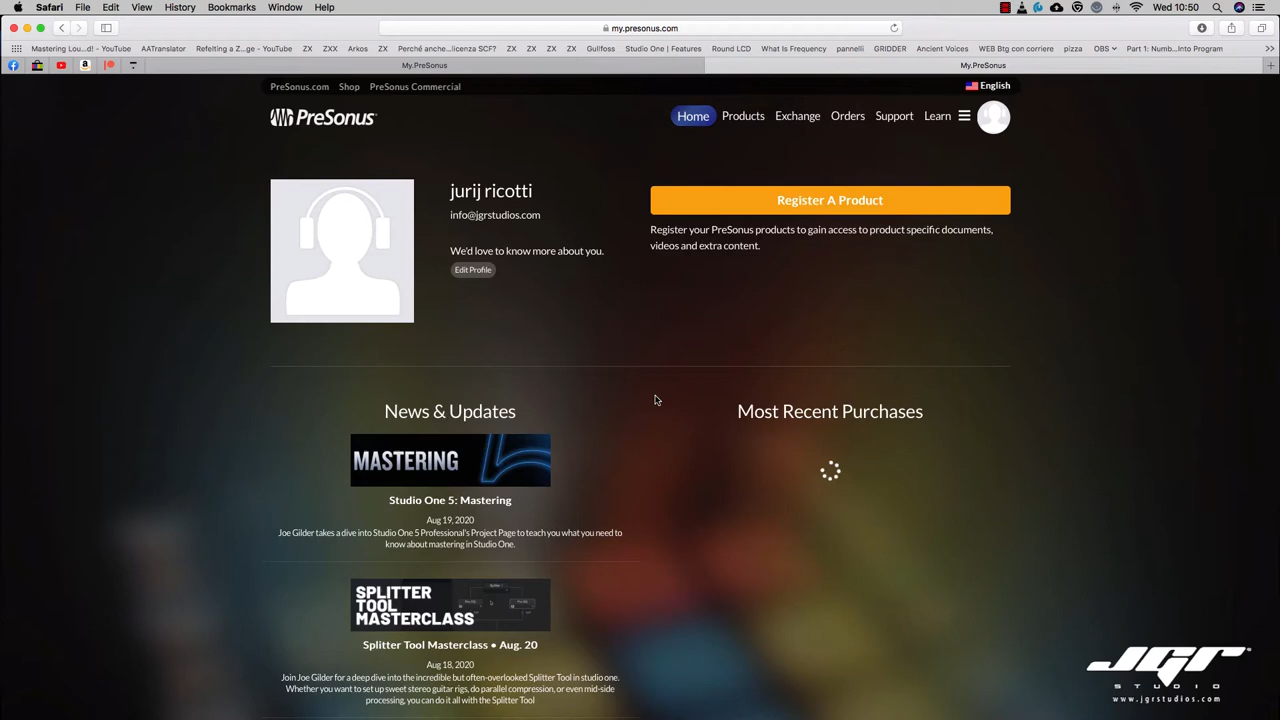 Safari File Edit View History Bookmarks Window Help
Wed 10:50
my.presonus.com
Mastering Lou...d! - YouTube AATranslator Refeiting a Z...ge - YouTube ZX ZXX Arkos ZX Perché anche...licenza SCF? ZX ZX ZX Gullfoss Studio One | Features Round LCD What Is Frequency pannelli GRIDDER Ancient Voices WEB Btg con corriere pizza OBS Part 1: Numb...Into Program
My.PreSonus My.PreSonus
PreSonus.com Shop PreSonus Commercial English
PreSonus Home Products Exchange Orders Support Learn
jurij ricotti
info@jgrstudios.com
We'd love to know more about you.
Edit Profile
Register A Product
Register your PreSonus products to gain access to product specific documents,
videos and extra content.
News & Updates
MASTERING
Studio One 5: Mastering
Aug 19, 2020
Joe Gilder takes a dive into Studio One 5 Professional's Project Page to teach you what you need to
know about mastering in Studio One.
SPLITTER
TOOL
MASTERCLASS
Splitter Tool Masterclass • Aug. 20
Aug 18, 2020
Join Joe Gilder for a deep dive into the incredible but often-overlooked Splitter Tool in studio one.
Whether you want to set up sweet stereo guitar rigs, do parallel compression, or even mid-side
processing, you can do it all with the Splitter Tool
Most Recent Purchases
JGR
STUDIO
www.jgrstudios.com